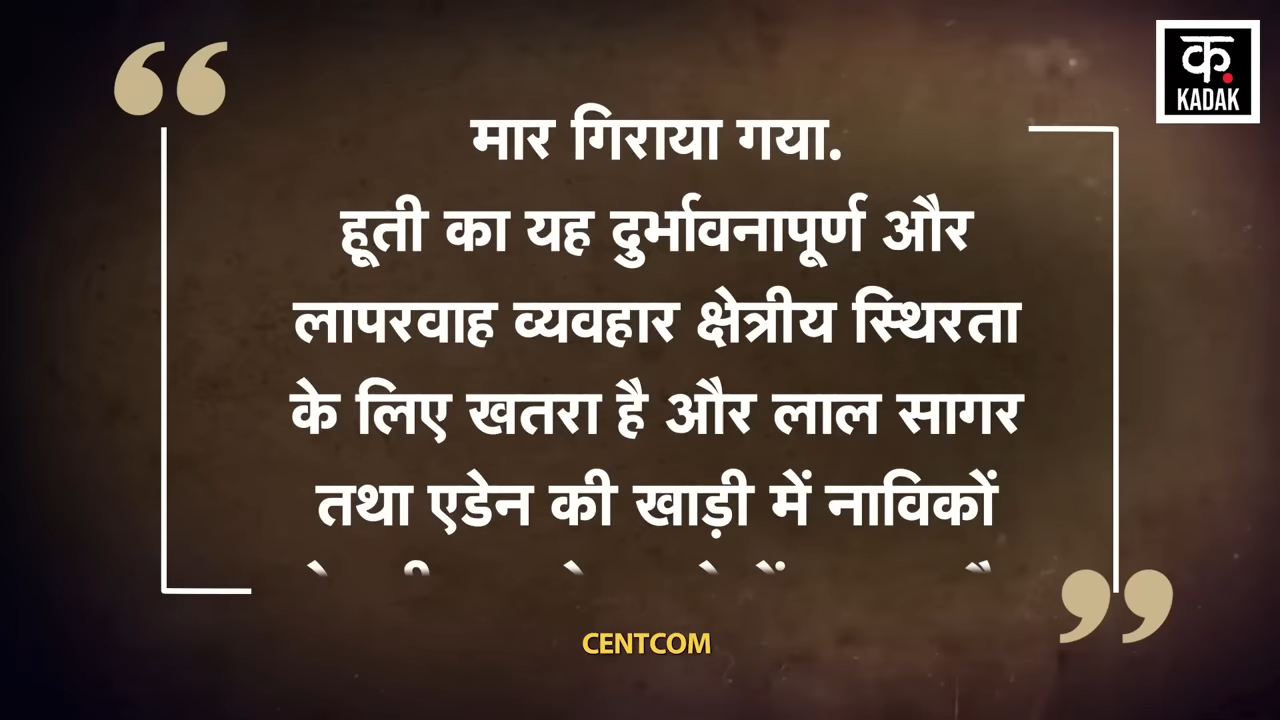 क.
KADAK
मार गिराया गया.
हूती का यह दुर्भावनापूर्ण और
लापरवाह व्यवहार क्षेत्रीय स्थिरता
के लिए खतरा है और लाल सागर
तथा एडेन की खाड़ी में नाविकों
CENTCOM